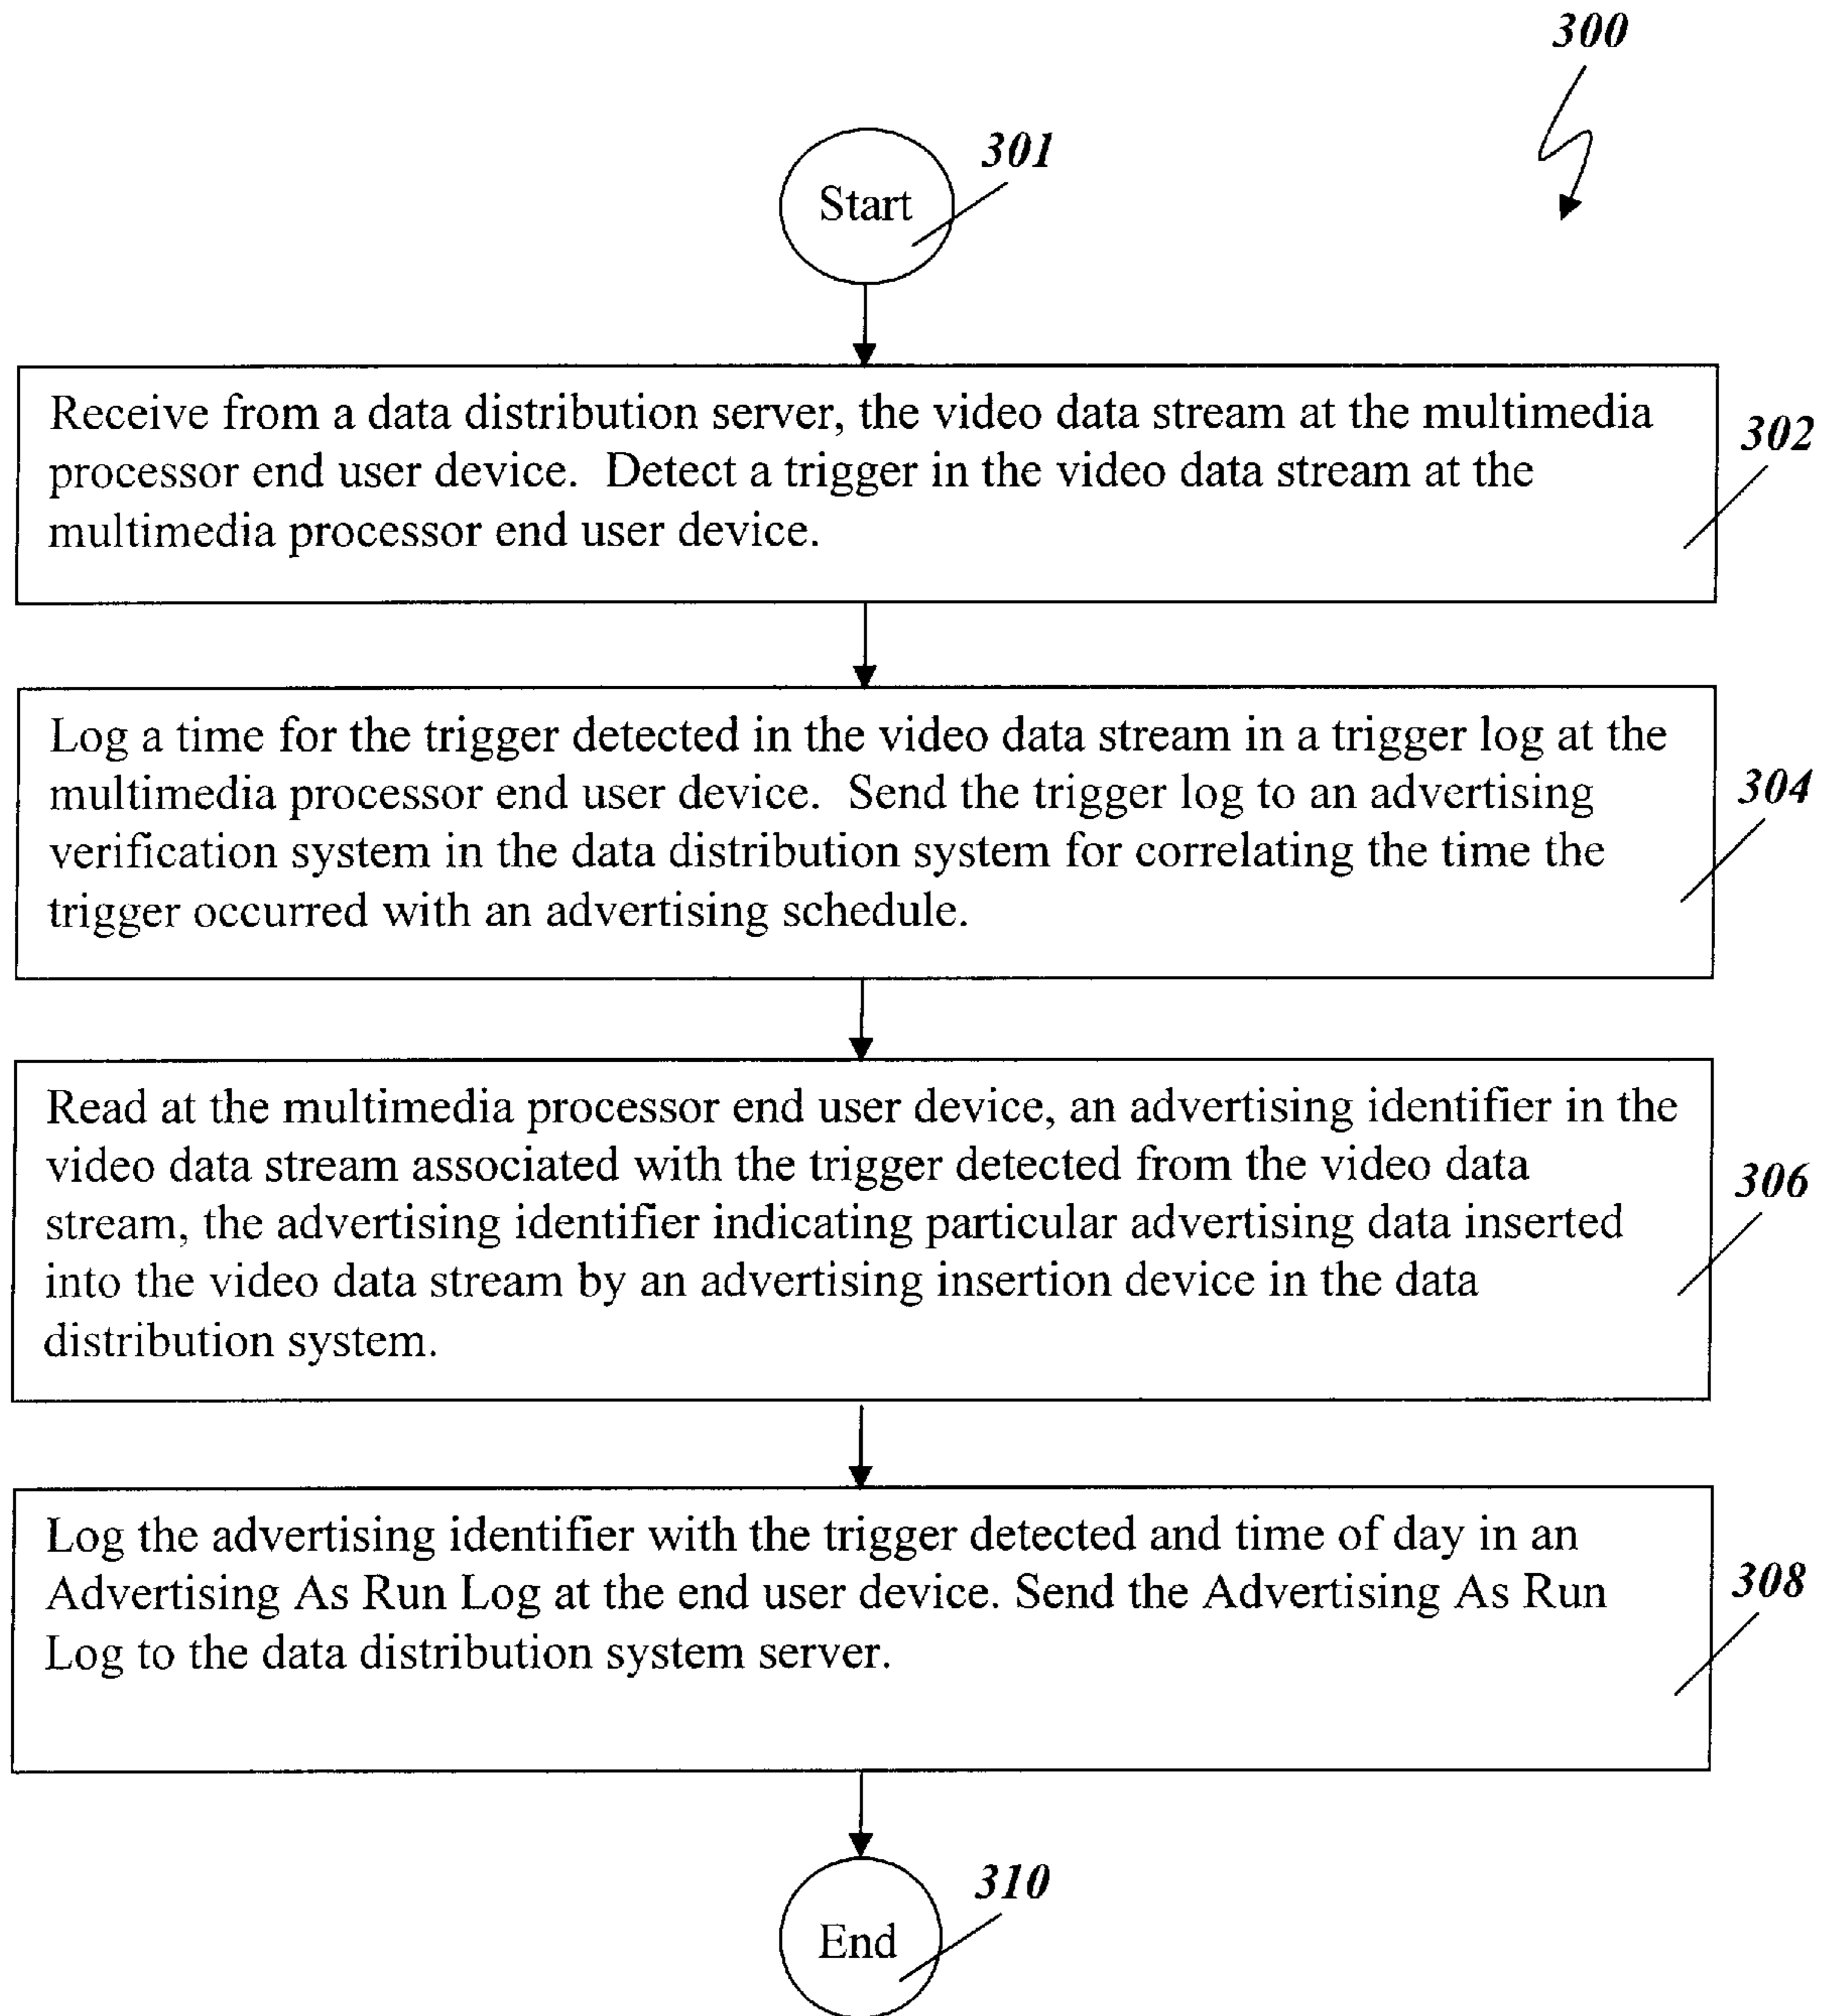 300
301
Start
Receive from a data distribution server, the video data stream at the multimedia
processor end user device.  Detect a trigger in the video data stream at the
multimedia processor end user device.
302
Log a time for the trigger detected in the video data stream in a trigger log at the
multimedia processor end user device.  Send the trigger log to an advertising
verification system in the data distribution system for correlating the time the
trigger occurred with an advertising schedule.
304
Read at the multimedia processor end user device, an advertising identifier in the
video data stream associated with the trigger detected from the video data
stream, the advertising identifier indicating particular advertising data inserted
into the video data stream by an advertising insertion device in the data
distribution system.
306
Log the advertising identifier with the trigger detected and time of day in an
Advertising As Run Log at the end user device. Send the Advertising As Run
Log to the data distribution system server.
308
310
End